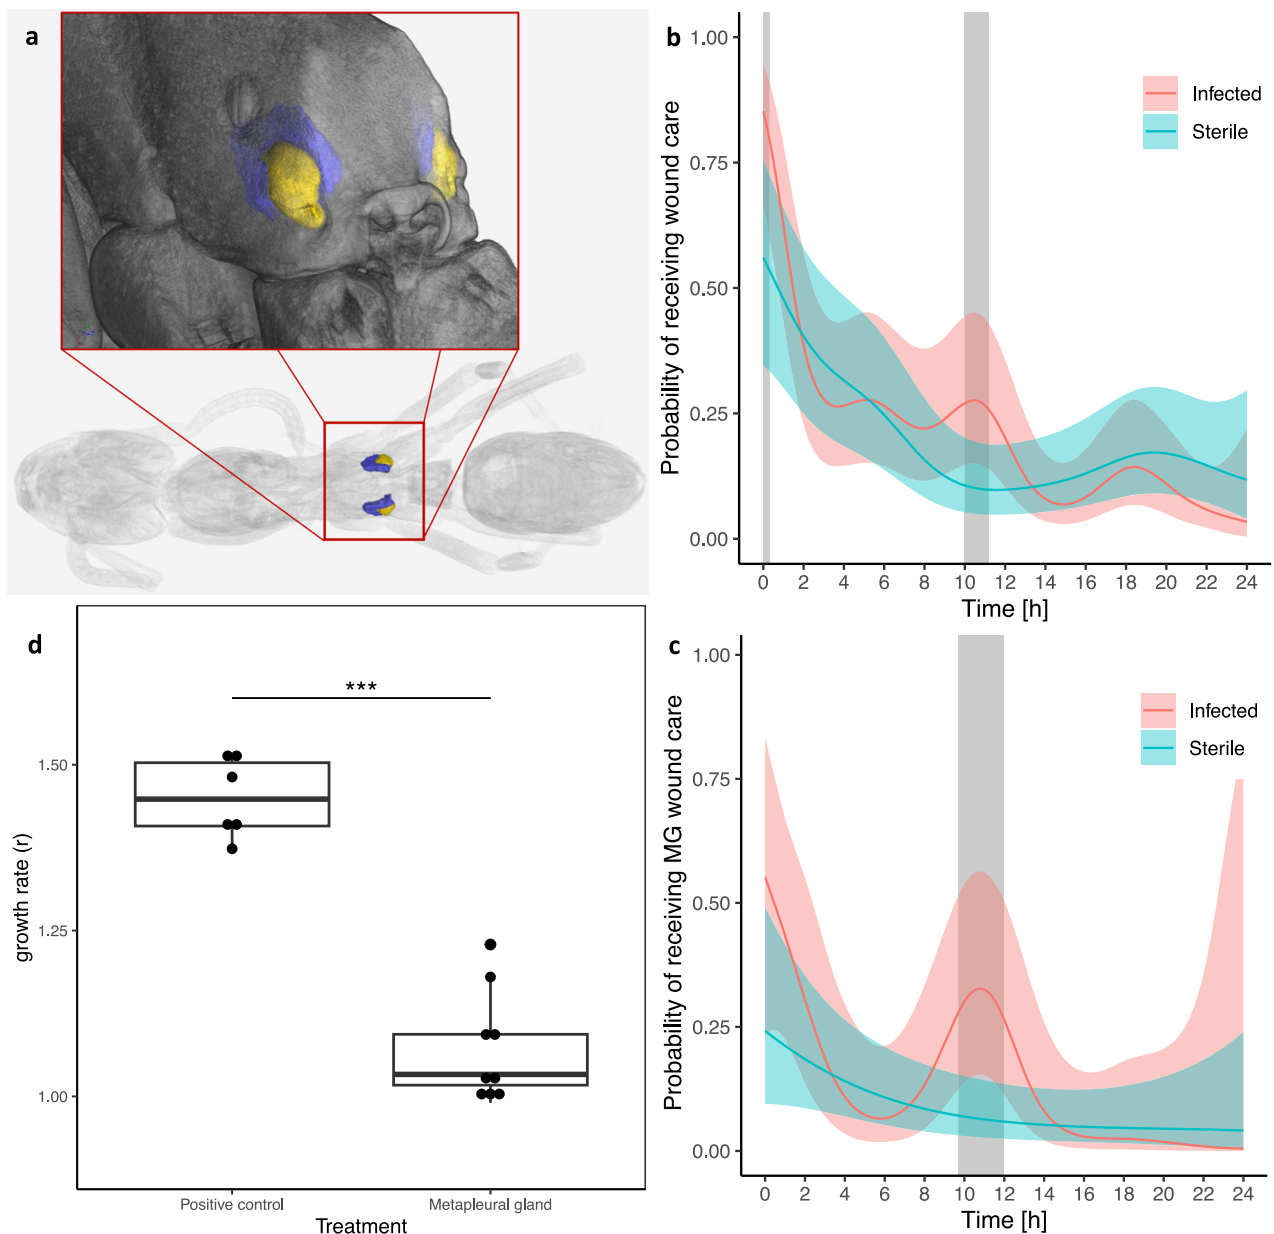 a
b
1.00
0.75
0.50
0.25
0.00
Probability of receiving wound care
Infected
Sterile
0 2 4 6 8 10 12 14 16 18 20 22 24
Time [h]
d
***
1.50
1.25
1.00
growth rate (r)
Positive control Metapleural gland
Treatment
c
1.00
0.75
0.50
0.25
0.00
Probability of receiving MG wound care
Infected
Sterile
0 2 4 6 8 10 12 14 16 18 20 22 24
Time [h]